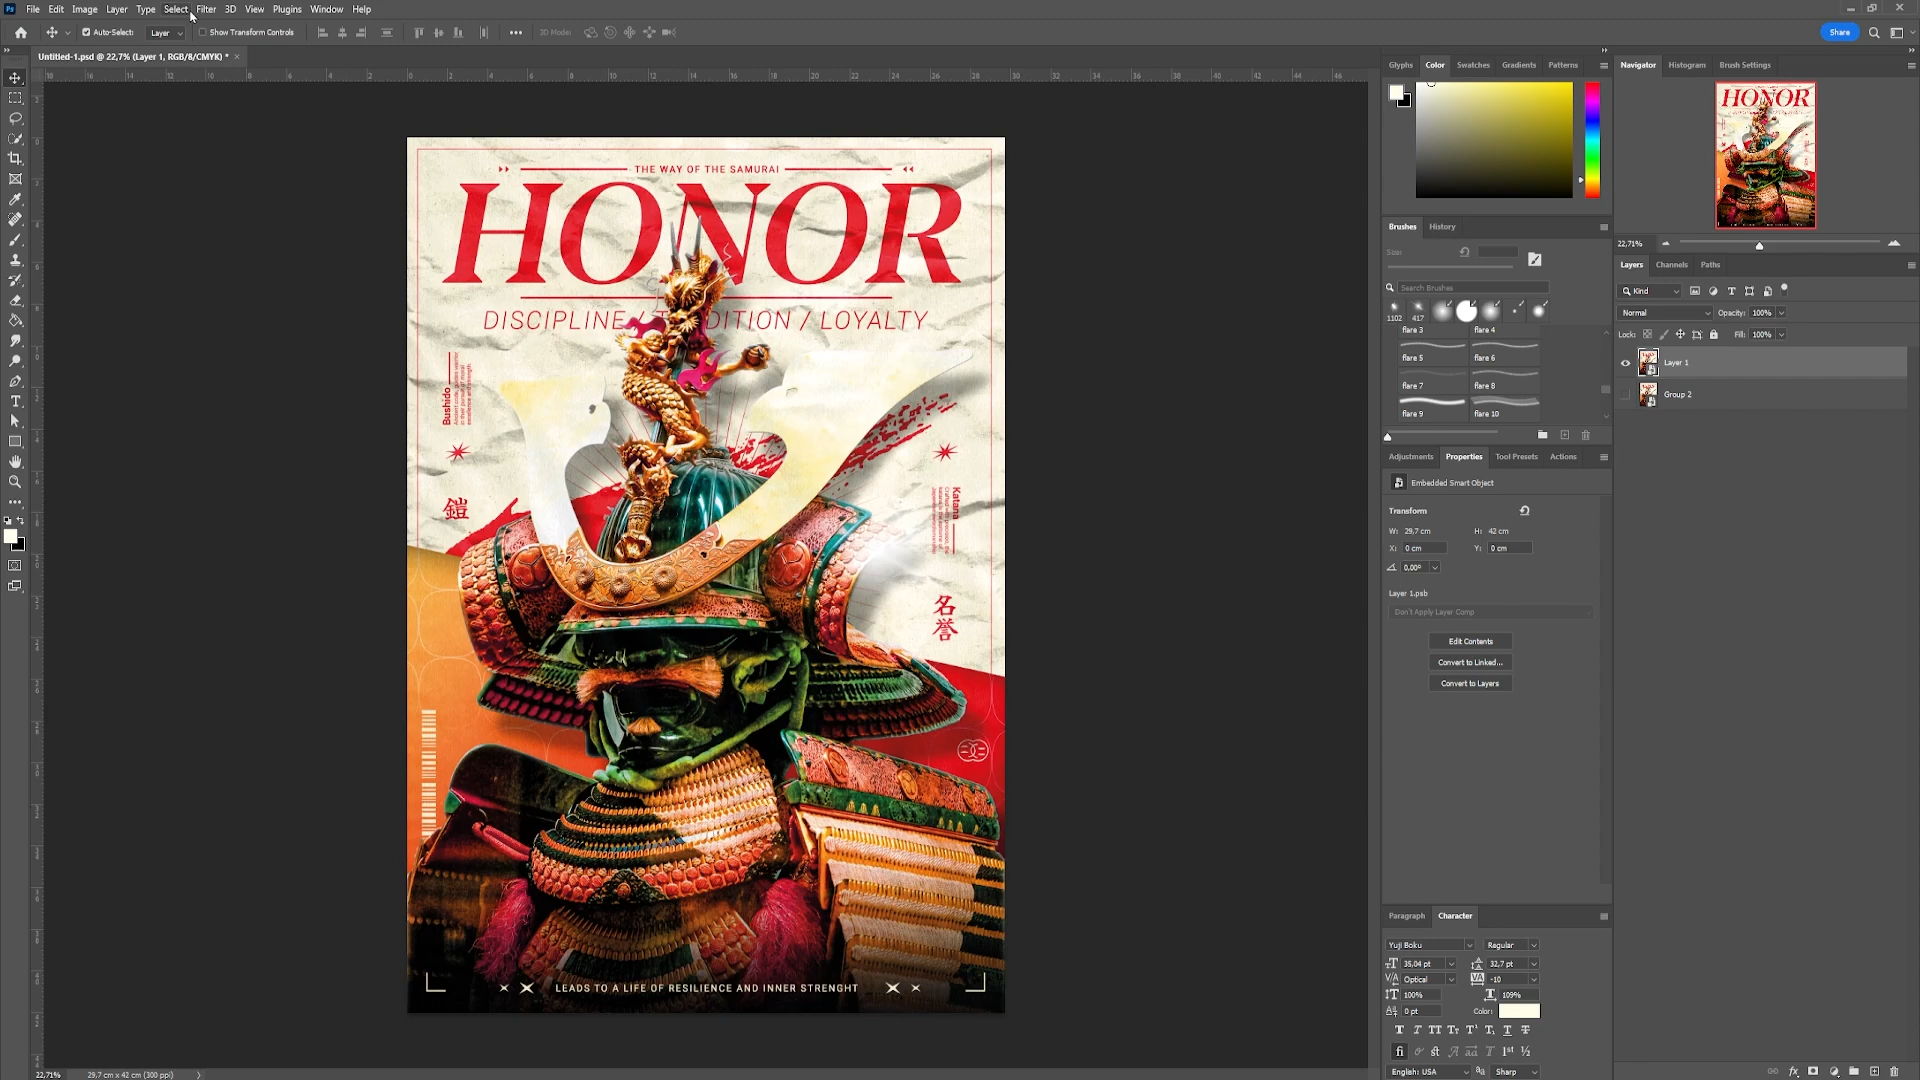 File Edit Image Layer Type Select Filter 3D View Plugins Window Help
Auto-Select: Layer Show Transform Controls 3D Mode: Share
Untitled-1.psd @ 22,7% (Layer 1, RGB/8/CMYK) *
THE WAY OF THE SAMURAI
HONOR
DISCIPLINE / T DITION / LOYALTY
Bushido
Katana
鎧
名
誉
LEADS TO A LIFE OF RESILIENCE AND INNER STRENGHT
22,71% 29,7 cm x 42 cm (300 ppi)
Glyphs Color Swatches Gradients Patterns
Brushes History
Size:
Search Brushes
1102 417
flare 3 flare 4
flare 5 flare 6
flare 7 flare 8
flare 9 flare 10
Adjustments Properties Tool Presets Actions
Embedded Smart Object
Transform
W: 29,7 cm H: 42 cm
X: 0 cm Y: 0 cm
0,00°
Layer 1.psb
Don't Apply Layer Comp
Edit Contents
Convert to Linked...
Convert to Layers
Paragraph Character
Yuji Boku Regular
35,04 pt 32,7 pt
Optical -10
100% 109%
0 pt Color:
English: USA Sharp
Navigator Histogram Brush Settings
HONOR
22,71%
Layers Channels Paths
Kind
Normal Opacity: 100%
Lock: Fill: 100%
Layer 1
Group 2